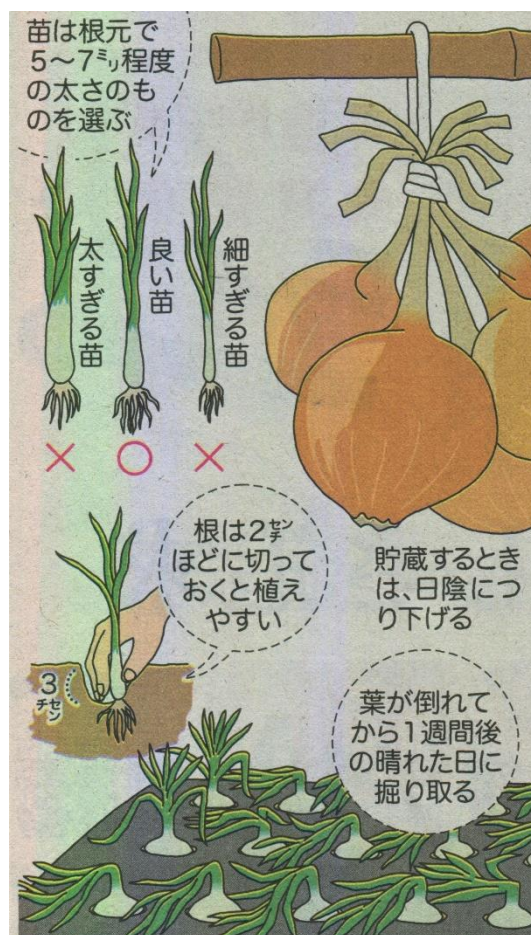 苗は根元で
5〜7㍉程度
の太さのも
のを選ぶ
太すぎる苗
良い苗
細すぎる苗
×
○
×
根は2㌢
ほどに切って
おくと植え
やすい
3
センチ
貯蔵するとき
は、日陰につ
り下げる
葉が倒れて
から1週間後
の晴れた日に
掘り取る